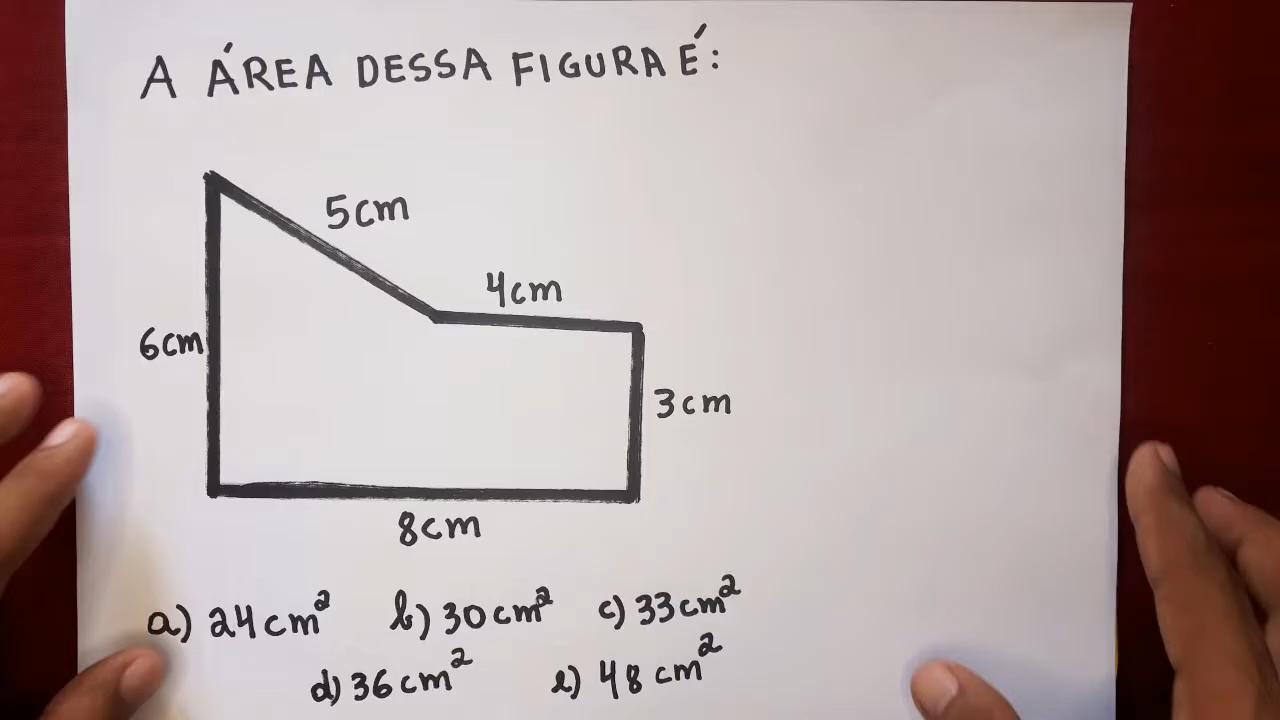 A ÁREA DESSA FIGURA É:
5cm
4cm
6cm
3cm
8cm
a) 24cm² b) 30cm² c) 33cm²
d) 36cm² e) 48cm²